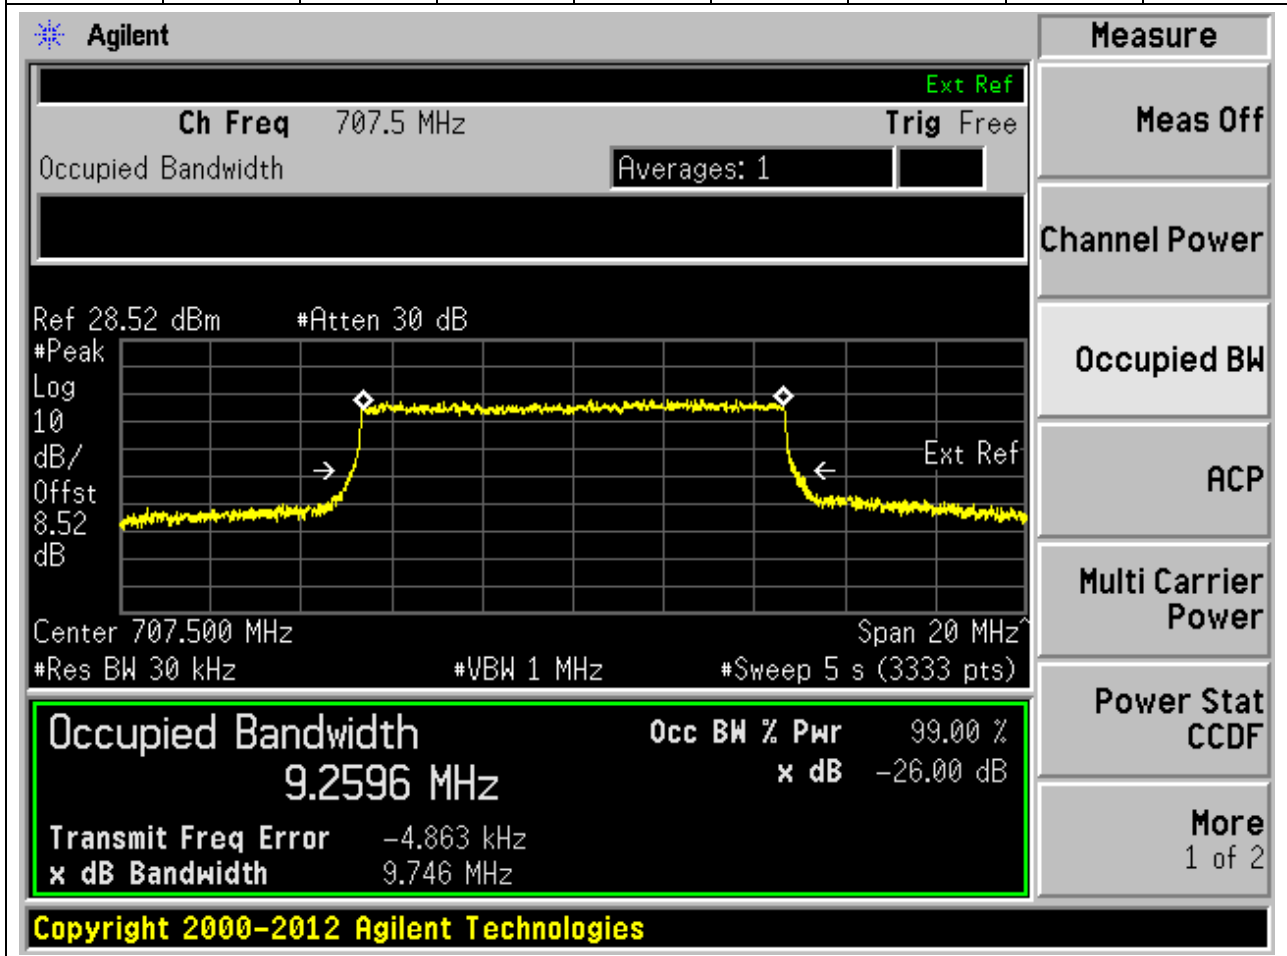 Agilent
Measure
Ext Ref
Ch Freq 707.5 MHz Trig Free
Meas Off
Occupied Bandwidth Averages: 1
Channel Power
Ref 28.52 dBm #Atten 30 dB
#Peak
Log
10
dB/
Offst
8.52
dB
Ext Ref
Occupied BW
ACP
Center 707.500 MHz Span 20 MHz^
#Res BW 30 kHz #VBW 1 MHz #Sweep 5 s (3333 pts)
Multi Carrier
Power
Occupied Bandwidth
9.2596 MHz
Occ BW % Pwr 99.00 %
x dB -26.00 dB
Transmit Freq Error -4.863 kHz
x dB Bandwidth 9.746 MHz
Power Stat
CCDF
More
1 of 2
Copyright 2000-2012 Agilent Technologies